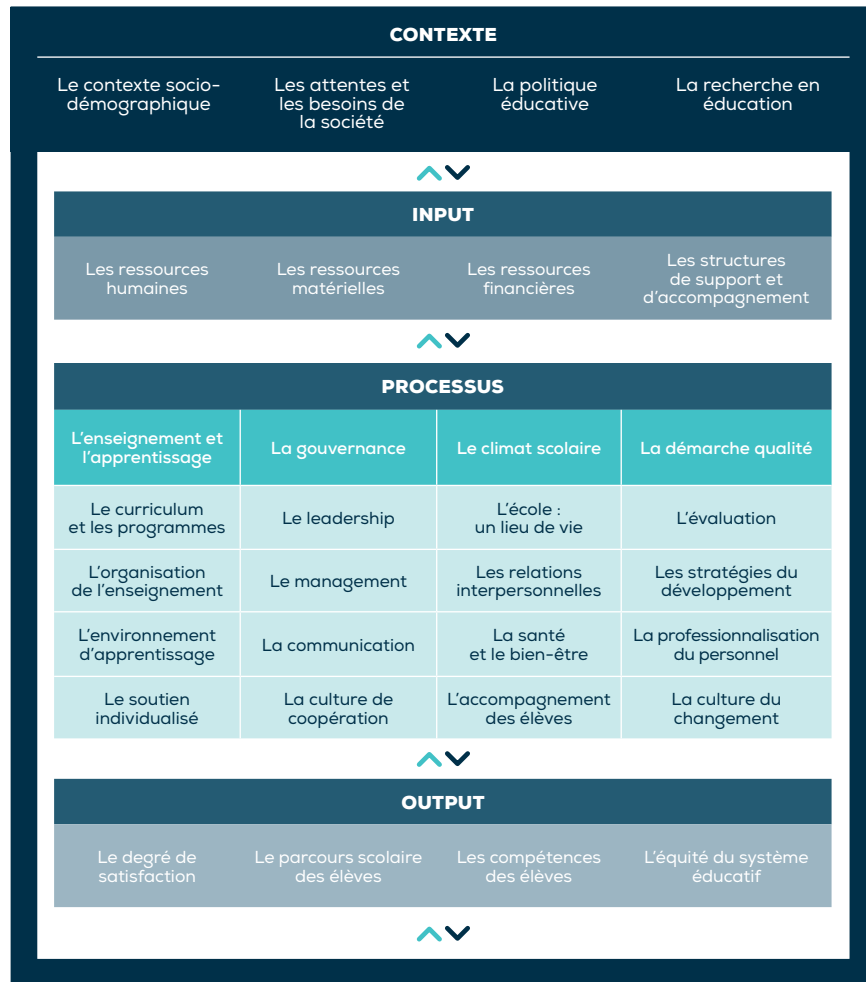 CONTEXTE
Le contexte socio-
démographique
Les attentes et
les besoins de
la société
La politique
éducative
La recherche en
éducation
INPUT
Les ressources
humaines
Les ressources
matérielles
Les ressources
financières
Les structures
de support et
d'accompagnement
PROCESSUS
L'enseignement et
l'apprentissage
La gouvernance
Le climat scolaire
La démarche qualité
Le curriculum
et les programmes
Le leadership
L'école :
un lieu de vie
L'évaluation
L'organisation
de l'enseignement
Le management
Les relations
interpersonnelles
Les stratégies du
développement
L'environnement
d'apprentissage
La communication
La santé
et le bien-être
La professionnalisation
du personnel
Le soutien
individualisé
La culture de
coopération
L'accompagnement
des élèves
La culture du
changement
OUTPUT
Le degré de
satisfaction
Le parcours scolaire
des élèves
Les compétences
des élèves
L'équité du système
éducatif